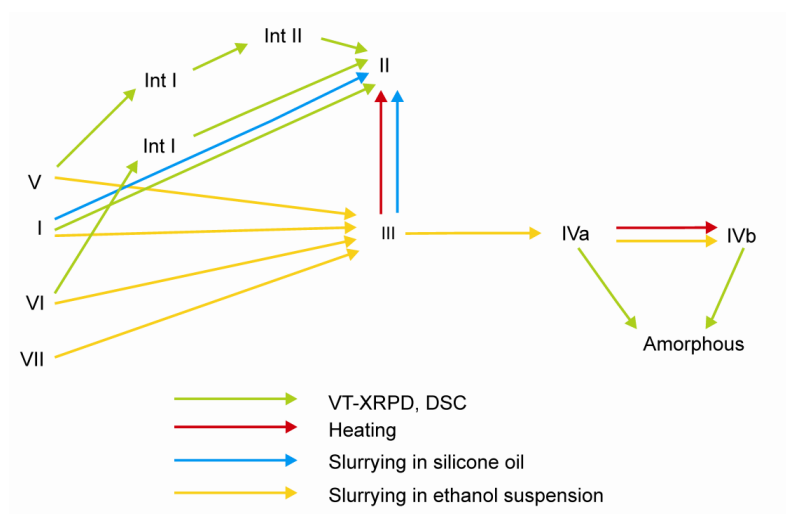 Int II
II
Int I
Int I
V
I
III
IVa
IVb
VI
VII
Amorphous
VT-XRPD, DSC
Heating
Slurrying in silicone oil
Slurrying in ethanol suspension